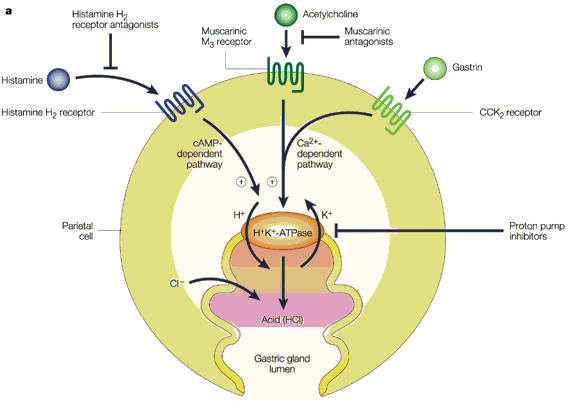 a
Histamine H2
receptor antagonists
Acetylcholine
Muscarinic
M3 receptor
Muscarinic
antagonists
Gastrin
Histamine
Histamine H2 receptor
CCK2 receptor
cAMP-
dependent
pathway
Ca2+-
dependent
pathway
+
+
H+
K+
H+K+-ATPase
Parietal
cell
Proton pump
inhibitors
Cl–
Acid (HCl)
Gastric gland
lumen